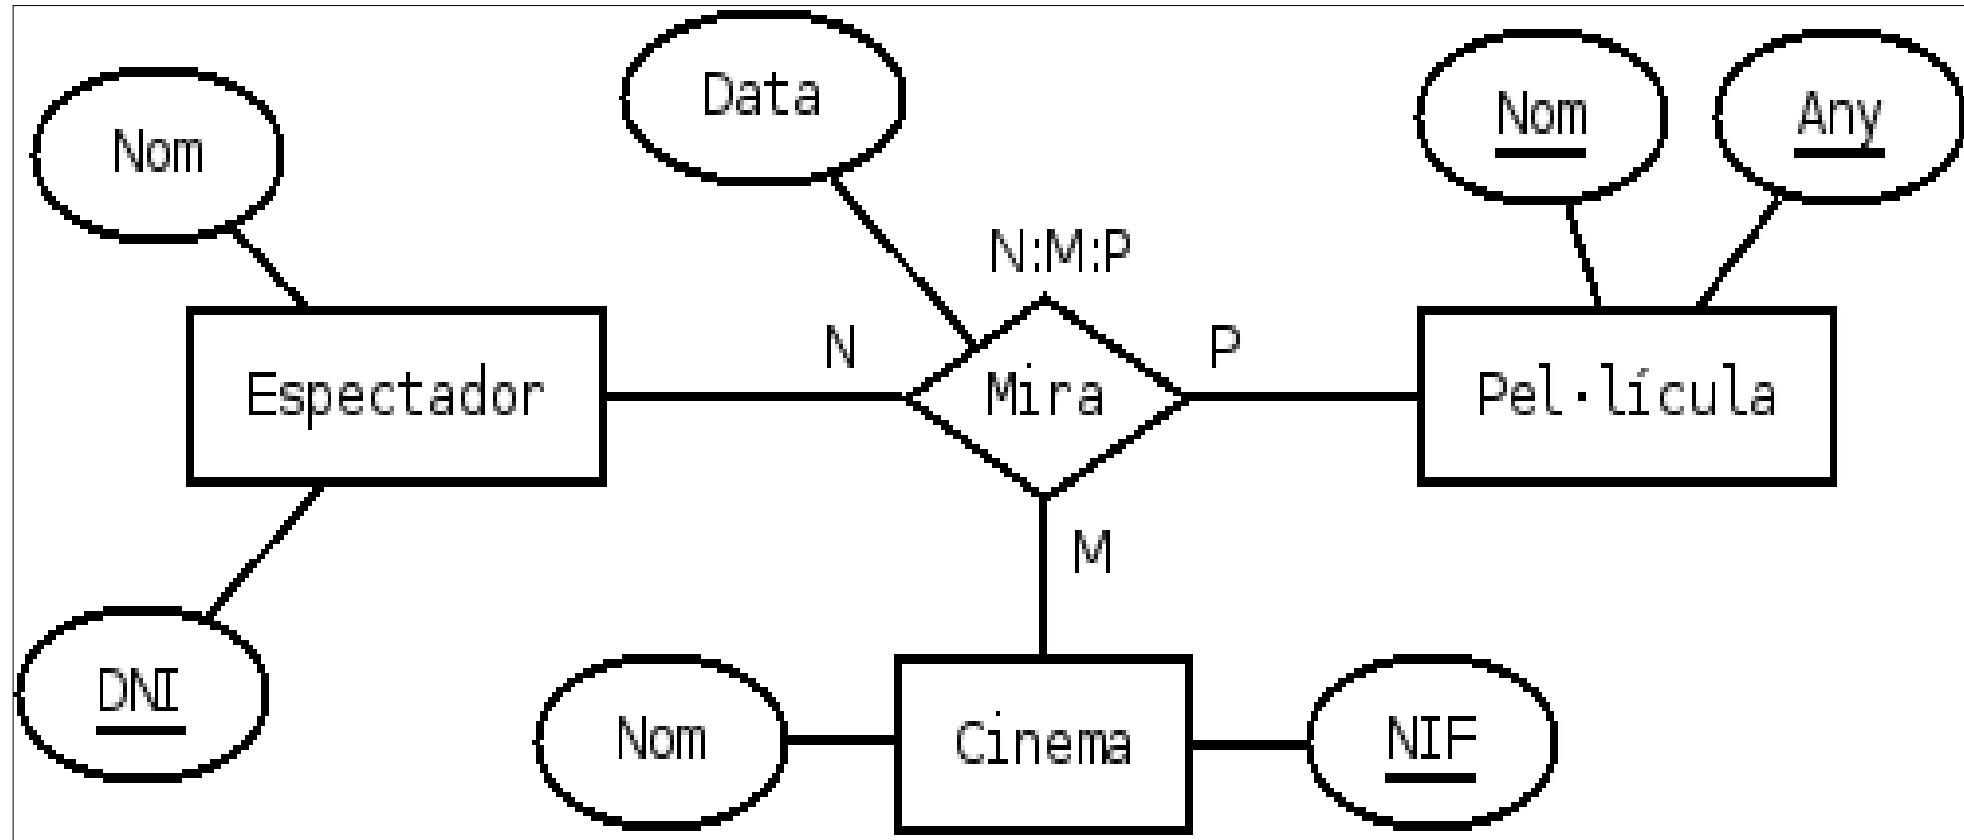 Data
Nom
Any
Nom
N:M:P
N
P
Espectador
Mira
Pel·lícula
M
DNI
Nom
Cinema
NIF